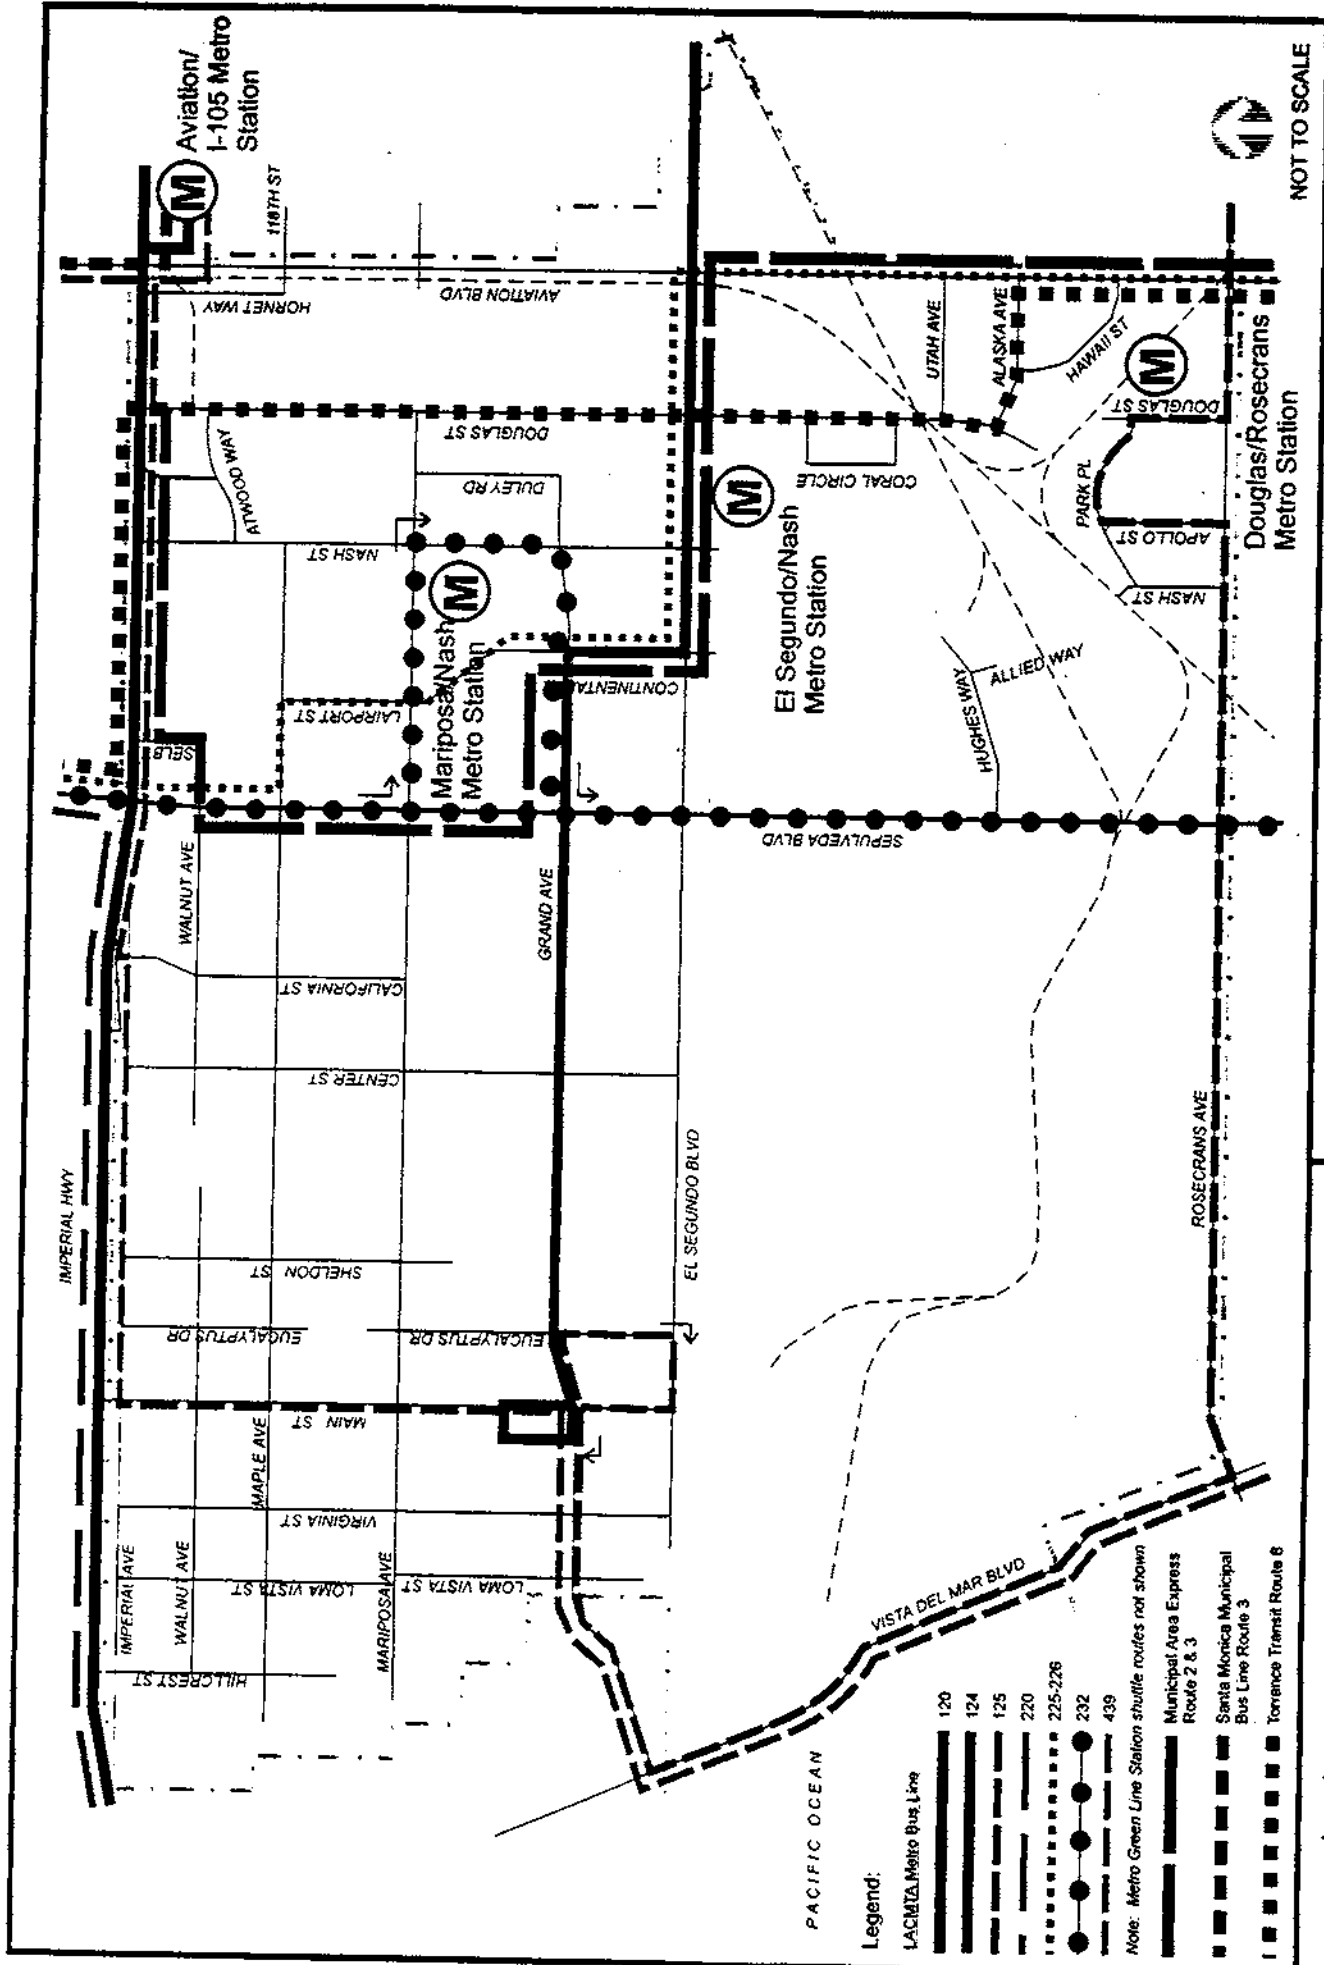 Aviation/
I-105 Metro
Station
118TH ST
HORNET WAY
AVIATION BLVD
ATWOOD WAY
DOUGLAS ST
DULEY RD
NASH ST
Mariposa/Nash
Metro Station
LAIRPORT ST
SELBY
CONTINENTAL
El Segundo/Nash
Metro Station
CORAL CIRCLE
UTAH AVE
ALASKA AVE
HAWAII ST
DOUGLAS ST
PARK PL
APOLLO ST
NASH ST
Douglas/Rosecrans
Metro Station
HUGHES WAY
ALLIED WAY
SEPULVEDA BLVD
IMPERIAL HWY
WALNUT AVE
GRAND AVE
CALIFORNIA ST
CENTER ST
EL SEGUNDO BLVD
ROSECRANS AVE
SHELDON
ST
EUCALYPTUS DR
EUCALYPTUS DR
MAIN ST
MAPLE AVE
VIRGINIA ST
IMPERIAL AVE
WALNUT AVE
MARIPOSA AVE
LOMA VISTA ST
LOMA VISTA ST
HILLCREST ST
VISTA DEL MAR BLVD
PACIFIC OCEAN
M
M
M
M
NOT TO SCALE
Legend:
LACMTA Metro Bus Line
120
124
125
220
225-226
232
439
Note: Metro Green Line Station shuttle routes not shown
Municipal Area Express
Route 2 & 3
Santa Monica Municipal
Bus Line Route 3
Torrance Transit Route 8